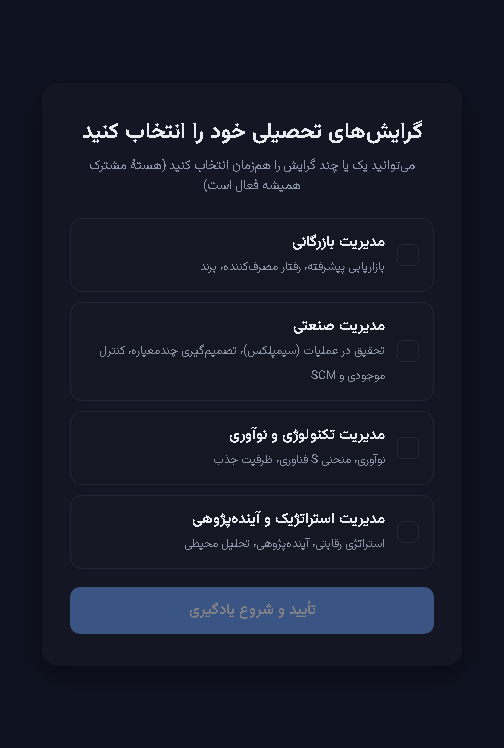 گرایش‌های تحصیلی خود را انتخاب کنید
می‌توانید یک یا چند گرایش را هم‌زمان انتخاب کنید (هستهٔ مشترک
همیشه فعال است)
مدیریت بازرگانی
بازاریابی پیشرفته، رفتار مصرف‌کننده، برند
مدیریت صنعتی
تحقیق در عملیات (سیمپلکس)، تصمیم‌گیری چندمعیاره، کنترل
موجودی و SCM
مدیریت تکنولوژی و نوآوری
نوآوری، منحنی S فناوری، ظرفیت جذب
مدیریت استراتژیک و آینده‌پژوهی
استراتژی رقابتی، آینده‌پژوهی، تحلیل محیطی
تأیید و شروع یادگیری